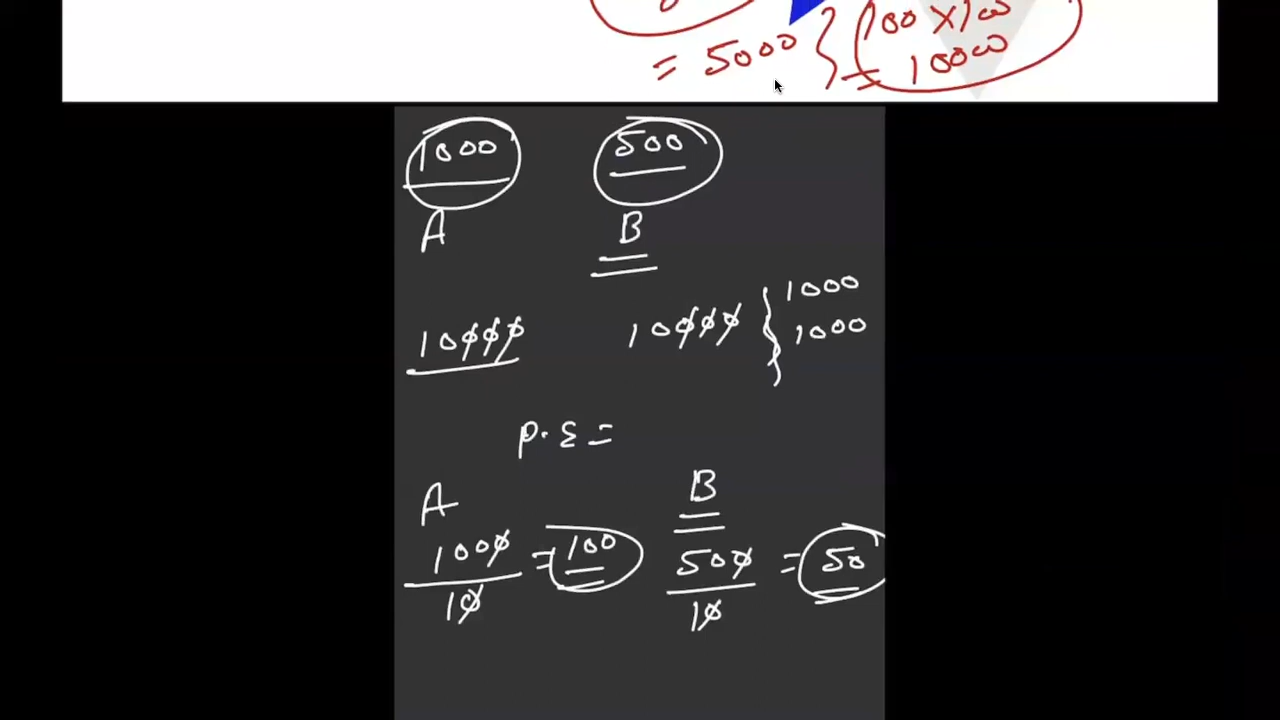 100 X 100
= 5000 } = 10000
1000 500
A B
10000 10000 } 1000
1000
P. E =
A B
1000/10 = 100 500/10 = 50